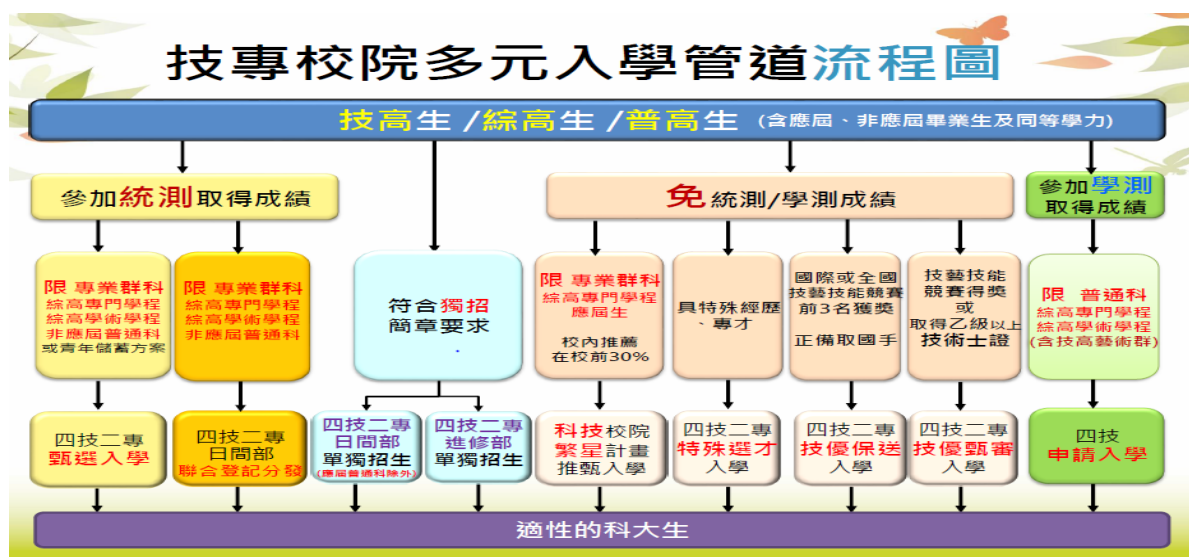 技專校院多元入學管道流程圖
技高生 /綜高生 /普高生 (含應屆、非應屆畢業生及同等學力)
參加統測取得成績
免統測/學測成績
參加學測
取得成績
限 專業群科
綜高專門學程
綜高學術學程
非應屆普通科
或青年儲蓄方案
限 專業群科
綜高專門學程
綜高學術學程
非應屆普通科
符合獨招
簡章要求
限 專業群科
綜高專門學程
應屆生
校內推薦
在校前30%
具特殊經歷
、專才
國際或全國
技藝技能競賽
前3名獲獎
正備取國手
技藝技能
競賽得獎
或
取得乙級以上
技術士證
限 普通科
綜高專門學程
綜高學術學程
(含技高藝術群)
四技二專
甄選入學
四技二專
日間部
聯合登記分發
四技二專
日間部
單獨招生
(應屆普通科除外)
四技二專
進修部
單獨招生
科技校院
繁星計畫
推甄入學
四技二專
特殊選才
入學
四技二專
技優保送
入學
四技二專
技優甄審
入學
四技
申請入學
適性的科大生